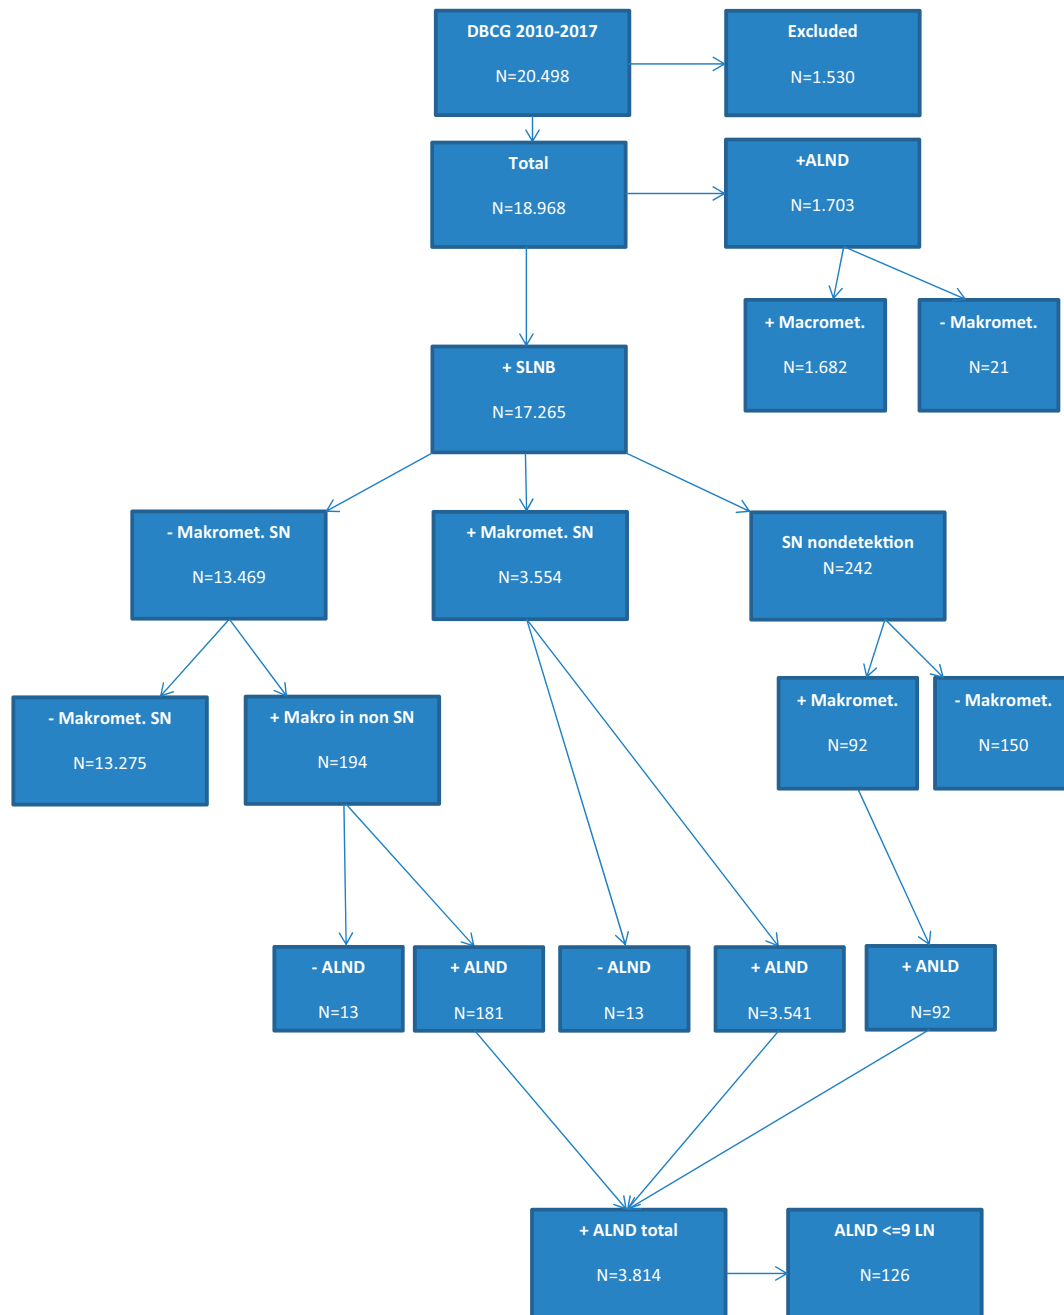 DBCG 2010-2017
N=20.498
Excluded
N=1.530
Total
N=18.968
+ALND
N=1.703
+ Macromet.
N=1.682
- Makromet.
N=21
+ SLNB
N=17.265
- Makromet. SN
N=13.469
+ Makromet. SN
N=3.554
SN nondetektion
N=242
- Makromet. SN
N=13.275
+ Makro in non SN
N=194
+ Makromet.
N=92
- Makromet.
N=150
- ALND
N=13
+ ALND
N=181
- ALND
N=13
+ ALND
N=3.541
+ ANLD
N=92
+ ALND total
N=3.814
ALND <=9 LN
N=126